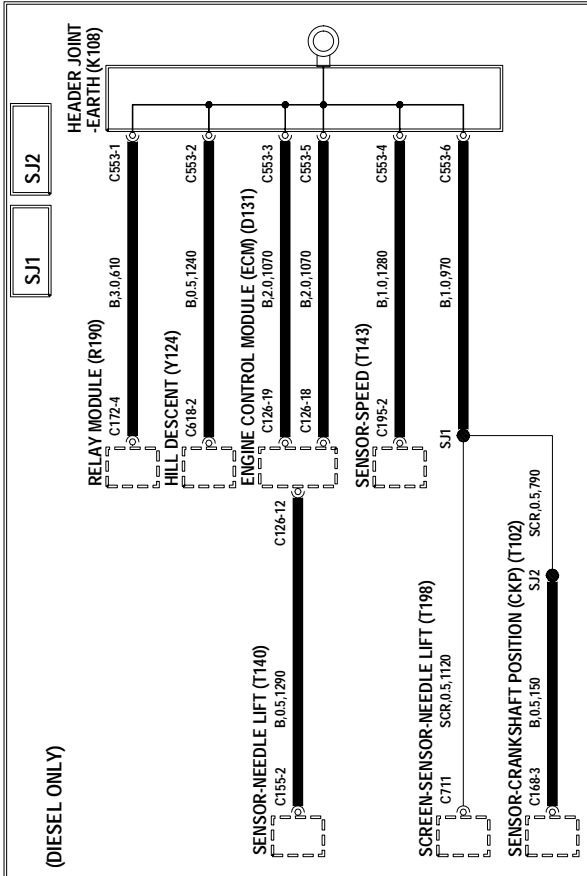 (DIESEL ONLY)
SJ1
SJ2
HEADER JOINT
-EARTH (K108)
RELAY MODULE (R190)
C172-4
B,3.0,610
C553-1
HILL DESCENT (Y124)
C618-2
B,0.5,1240
C553-2
ENGINE CONTROL MODULE (ECM) (D131)
C126-19
B,2.0,1070
C553-3
C126-18
B,2.0,1070
C553-5
SENSOR-NEEDLE LIFT (T140)
C155-2
B,0.5,1290
C126-12
SENSOR-SPEED (T143)
C195-2
B,1.0,1280
C553-4
SJ1
B,1.0,970
C553-6
SCREEN-SENSOR-NEEDLE LIFT (T198)
C711
SCR,0.5,1120
SENSOR-CRANKSHAFT POSITION (CKP) (T102)
C168-3
B,0.5,150
SJ2
SCR,0.5,790